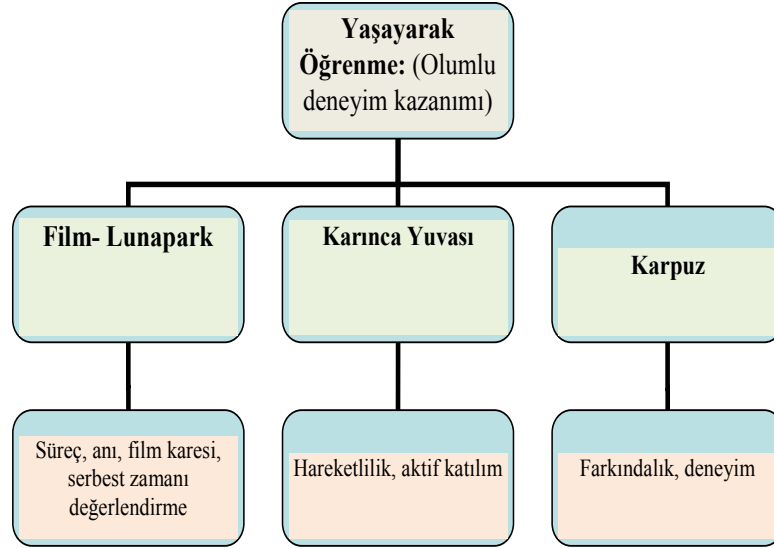 Yaşayarak
Öğrenme: (Olumlu
deneyim kazanımı)
Film- Lunapark
Karınca Yuvası
Karpuz
Süreç, anı, film karesi,
serbest zamanı
değerlendirme
Hareketlilik, aktif katılım
Farkındalık, deneyim